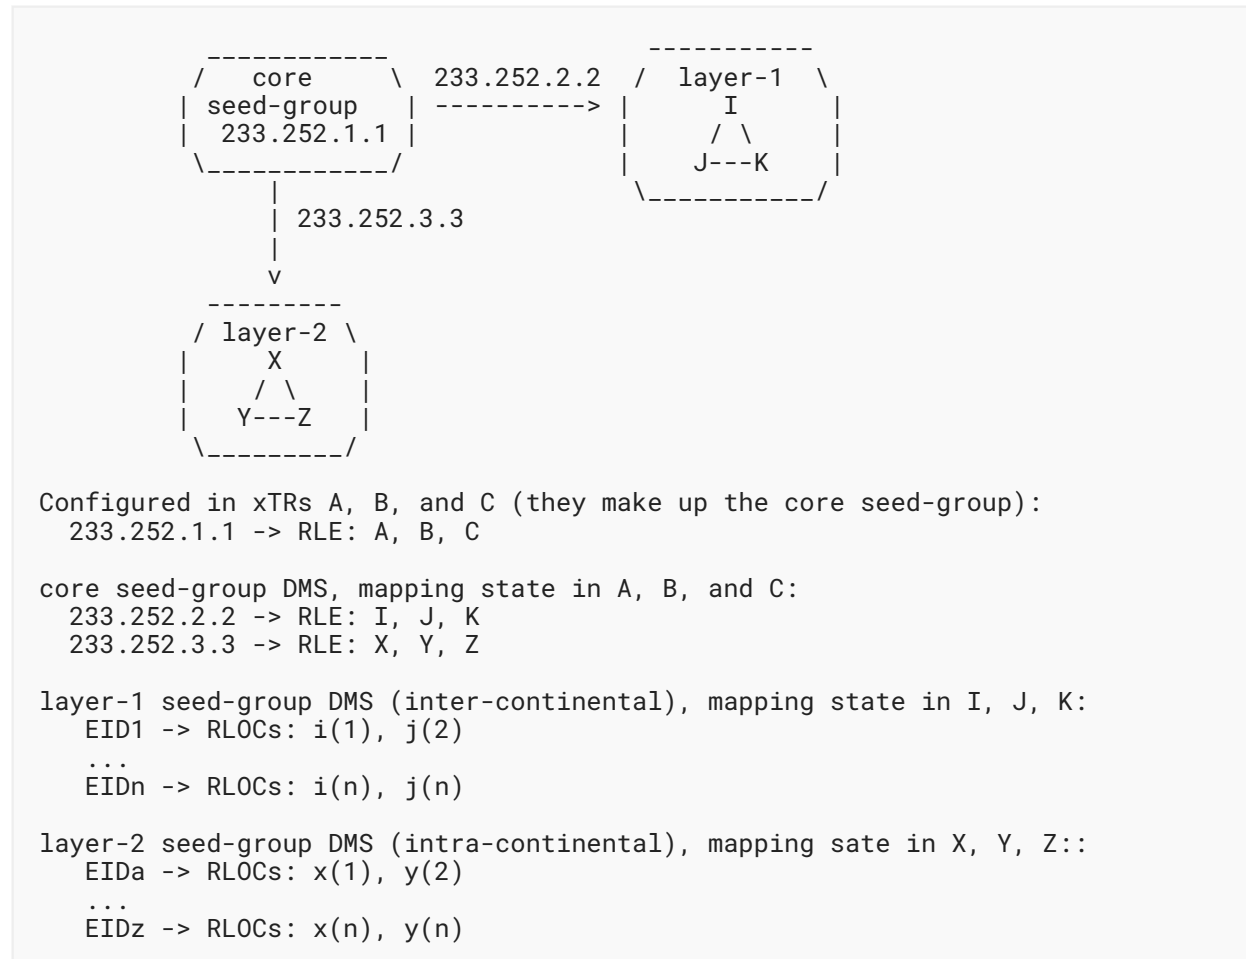 ____________                  -----------
        /   core     \  233.252.2.2  /  layer-1  \
       | seed-group   | ----------> |      I      |
       |  233.252.1.1 |             |     / \     |
        \____________/              |    J---K    |
             |                       \___________/
             | 233.252.3.3
             |
             v
         ---------
        / layer-2 \
       |     X     |
       |    / \    |
       |   Y---Z   |
        \_________/
Configured in xTRs A, B, and C (they make up the core seed-group):
  233.252.1.1 -> RLE: A, B, C
core seed-group DMS, mapping state in A, B, and C:
  233.252.2.2 -> RLE: I, J, K
  233.252.3.3 -> RLE: X, Y, Z
layer-1 seed-group DMS (inter-continental), mapping state in I, J, K:
   EID1 -> RLOCs: i(1), j(2)
   ...
   EIDn -> RLOCs: i(n), j(n)
layer-2 seed-group DMS (intra-continental), mapping sate in X, Y, Z::
   EIDa -> RLOCs: x(1), y(2)
   ...
   EIDz -> RLOCs: x(n), y(n)